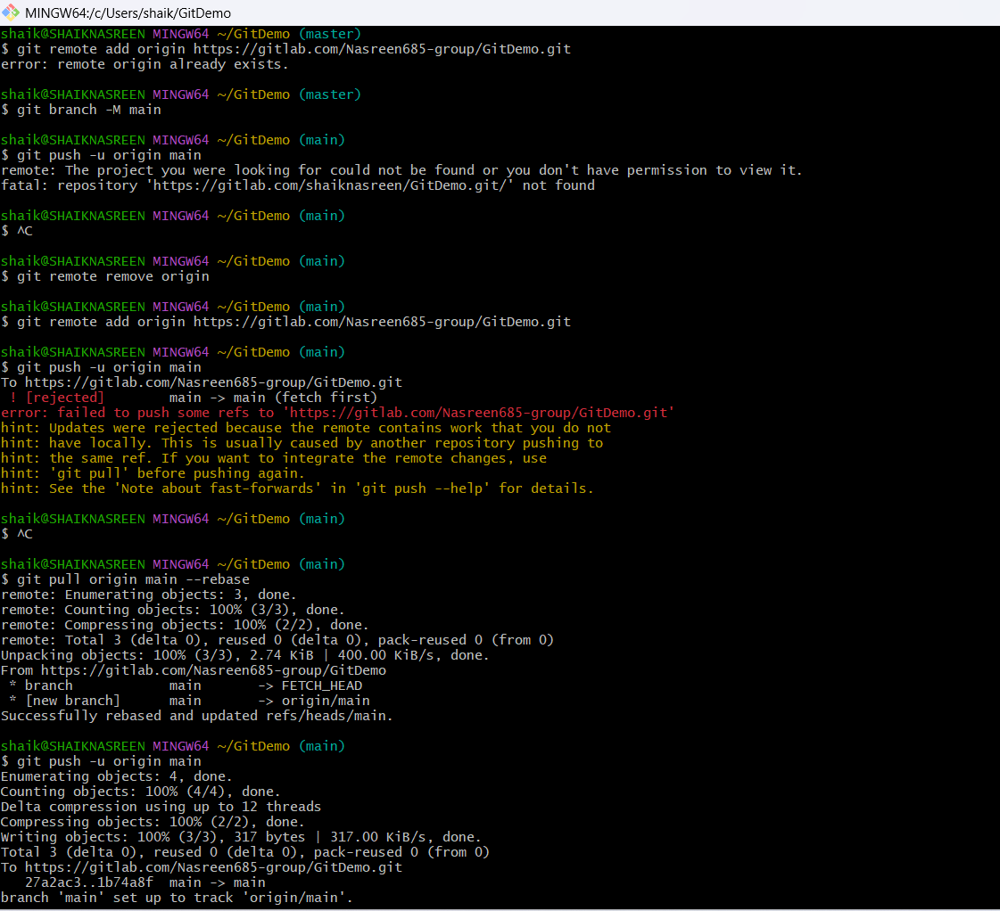 MINGW64:/c/Users/shaik/GitDemo
shaik@SHAIKNASREEN MINGW64 ~/GitDemo (master)
$ git remote add origin https://gitlab.com/Nasreen685-group/GitDemo.git
error: remote origin already exists.
shaik@SHAIKNASREEN MINGW64 ~/GitDemo (master)
$ git branch -M main
shaik@SHAIKNASREEN MINGW64 ~/GitDemo (main)
$ git push -u origin main
remote: The project you were looking for could not be found or you don't have permission to view it.
fatal: repository 'https://gitlab.com/shaiknasreen/GitDemo.git/' not found
shaik@SHAIKNASREEN MINGW64 ~/GitDemo (main)
$ ^C
shaik@SHAIKNASREEN MINGW64 ~/GitDemo (main)
$ git remote remove origin
shaik@SHAIKNASREEN MINGW64 ~/GitDemo (main)
$ git remote add origin https://gitlab.com/Nasreen685-group/GitDemo.git
shaik@SHAIKNASREEN MINGW64 ~/GitDemo (main)
$ git push -u origin main
To https://gitlab.com/Nasreen685-group/GitDemo.git
 ! [rejected]        main -> main (fetch first)
error: failed to push some refs to 'https://gitlab.com/Nasreen685-group/GitDemo.git'
hint: Updates were rejected because the remote contains work that you do not
hint: have locally. This is usually caused by another repository pushing to
hint: the same ref. If you want to integrate the remote changes, use
hint: 'git pull' before pushing again.
hint: See the 'Note about fast-forwards' in 'git push --help' for details.
shaik@SHAIKNASREEN MINGW64 ~/GitDemo (main)
$ ^C
shaik@SHAIKNASREEN MINGW64 ~/GitDemo (main)
$ git pull origin main --rebase
remote: Enumerating objects: 3, done.
remote: Counting objects: 100% (3/3), done.
remote: Compressing objects: 100% (2/2), done.
remote: Total 3 (delta 0), reused 0 (delta 0), pack-reused 0 (from 0)
Unpacking objects: 100% (3/3), 2.74 KiB | 400.00 KiB/s, done.
From https://gitlab.com/Nasreen685-group/GitDemo
 * branch            main       -> FETCH_HEAD
 * [new branch]      main       -> origin/main
Successfully rebased and updated refs/heads/main.
shaik@SHAIKNASREEN MINGW64 ~/GitDemo (main)
$ git push -u origin main
Enumerating objects: 4, done.
Counting objects: 100% (4/4), done.
Delta compression using up to 12 threads
Compressing objects: 100% (2/2), done.
Writing objects: 100% (3/3), 317 bytes | 317.00 KiB/s, done.
Total 3 (delta 0), reused 0 (delta 0), pack-reused 0 (from 0)
To https://gitlab.com/Nasreen685-group/GitDemo.git
   27a2ac3..1b74a8f  main -> main
branch 'main' set up to track 'origin/main'.